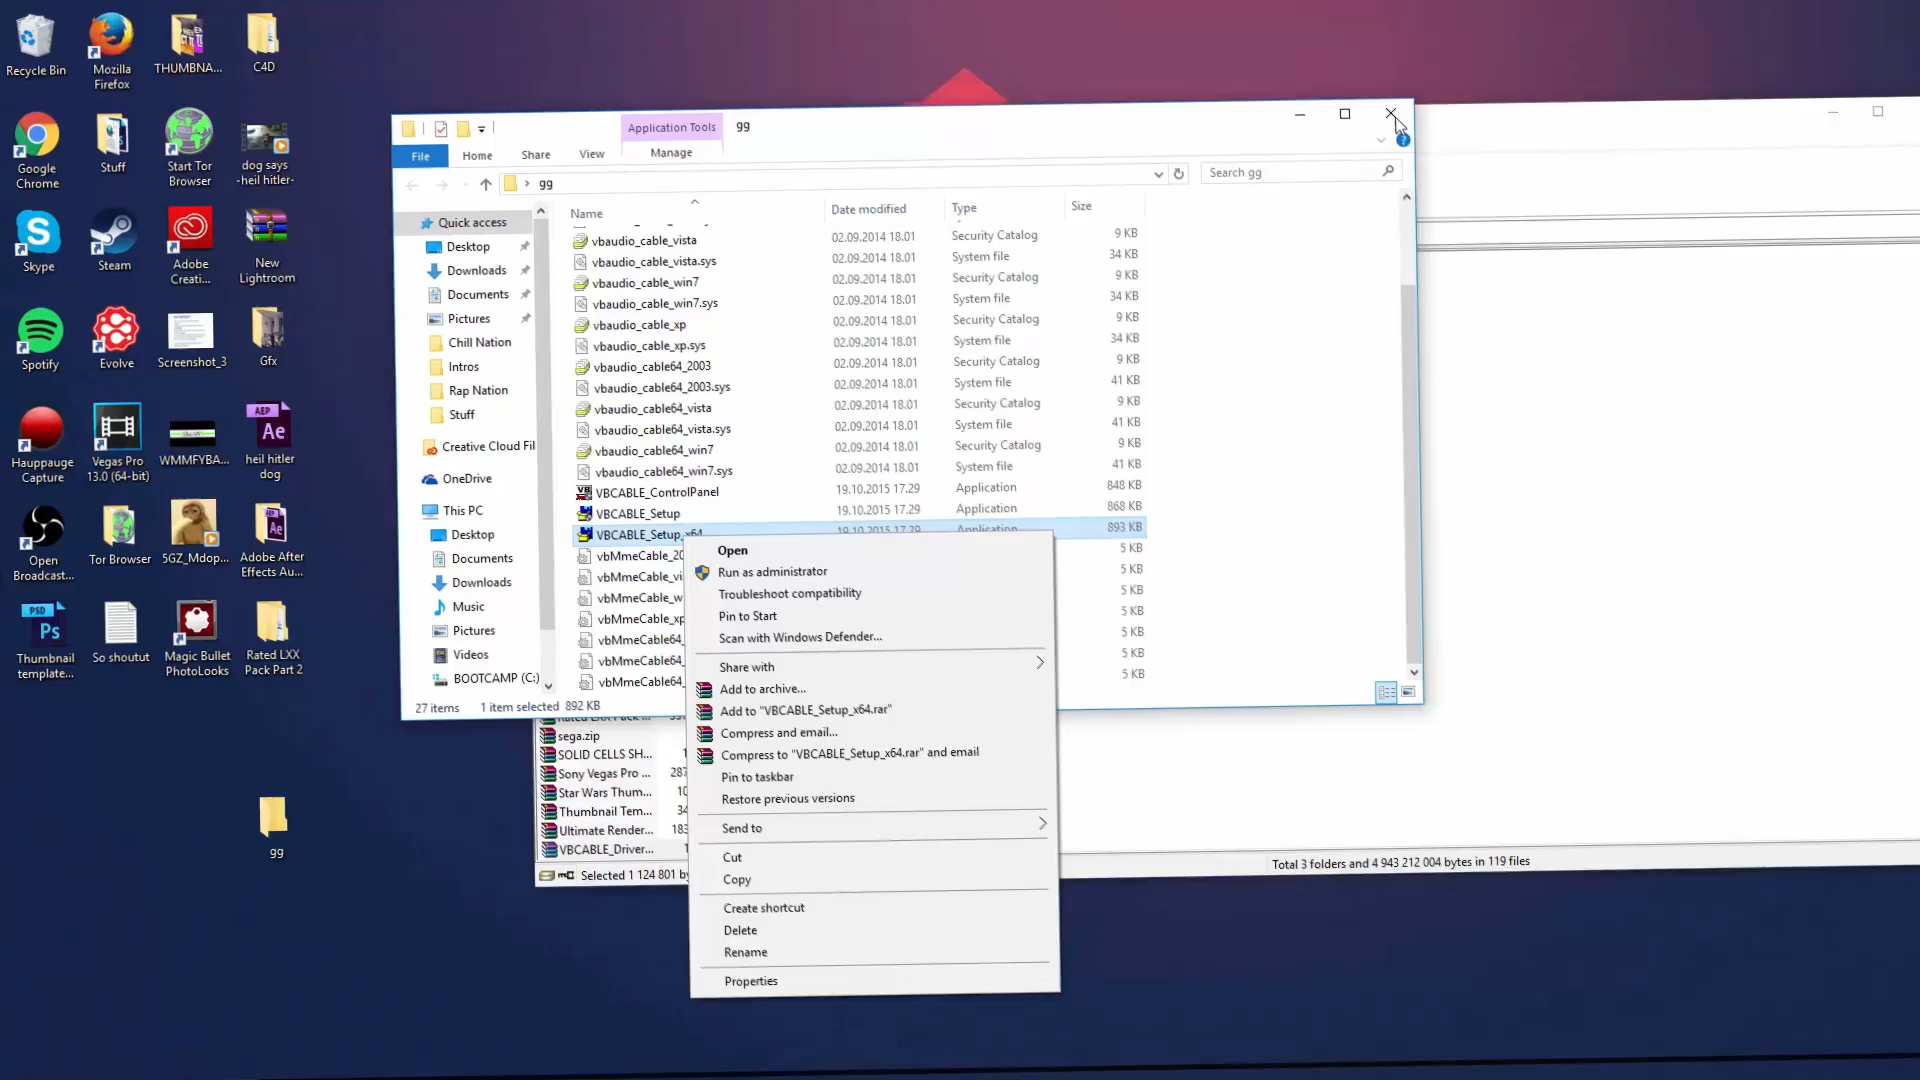 Recycle Bin
Mozilla
Firefox
THUMBNA...
C4D
Google
Chrome
Stuff
Start Tor
Browser
dog says
-heil hitler-
Skype
Steam
Adobe
Creati...
New
Lightroom
Spotify
Evolve
Screenshot_3
Gfx
Hauppauge
Capture
Vegas Pro
13.0 (64-bit)
WMMFYBA...
AEP
Ae
heil hitler
dog
Open
Broadcast...
Tor Browser
5GZ_Mdop...
Ae
Adobe After
Effects Au...
PSD
Ps
Thumbnail
template...
So shoutut
Magic Bullet
PhotoLooks
Rated LXX
Pack Part 2
gg
Application Tools
gg
File
Home
Share
View
Manage
gg
Search gg
Name
Date modified
Type
Size
Quick access
Desktop
Downloads
Documents
Pictures
Chill Nation
Intros
Rap Nation
Stuff
Creative Cloud Fil
OneDrive
This PC
Desktop
Documents
Downloads
Music
Pictures
Videos
BOOTCAMP (C:)
vbaudio_cable_vista 02.09.2014 18.01 Security Catalog 9 KB
vbaudio_cable_vista.sys 02.09.2014 18.01 System file 34 KB
vbaudio_cable_win7 02.09.2014 18.01 Security Catalog 9 KB
vbaudio_cable_win7.sys 02.09.2014 18.01 System file 34 KB
vbaudio_cable_xp 02.09.2014 18.01 Security Catalog 9 KB
vbaudio_cable_xp.sys 02.09.2014 18.01 System file 34 KB
vbaudio_cable64_2003 02.09.2014 18.01 Security Catalog 9 KB
vbaudio_cable64_2003.sys 02.09.2014 18.01 System file 41 KB
vbaudio_cable64_vista 02.09.2014 18.01 Security Catalog 9 KB
vbaudio_cable64_vista.sys 02.09.2014 18.01 System file 41 KB
vbaudio_cable64_win7 02.09.2014 18.01 Security Catalog 9 KB
vbaudio_cable64_win7.sys 02.09.2014 18.01 System file 41 KB
VBCABLE_ControlPanel 19.10.2015 17.29 Application 848 KB
VBCABLE_Setup 19.10.2015 17.29 Application 868 KB
VBCABLE_Setup_x64 19.10.2015 17.29 Application 893 KB
vbMmeCable_20 5 KB
vbMmeCable_vi 5 KB
vbMmeCable_w 5 KB
vbMmeCable_xp 5 KB
vbMmeCable64_ 5 KB
vbMmeCable64_ 5 KB
vbMmeCable64_ 5 KB
27 items 1 item selected 892 KB
Open
Run as administrator
Troubleshoot compatibility
Pin to Start
Scan with Windows Defender...
Share with
Add to archive...
Add to "VBCABLE_Setup_x64.rar"
Compress and email...
Compress to "VBCABLE_Setup_x64.rar" and email
Pin to taskbar
Restore previous versions
Send to
Cut
Copy
Create shortcut
Delete
Rename
Properties
sega.zip
SOLID CELLS SH...
Sony Vegas Pro ... 287
Star Wars Thum...
Thumbnail Tem...
Ultimate Render... 183
VBCABLE_Driver...
Selected 1 124 801 by
Total 3 folders and 4 943 212 004 bytes in 119 files